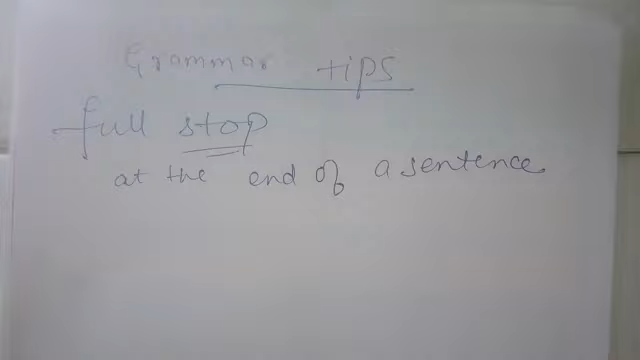 Grammar tips
full stop
at the end of a sentence.